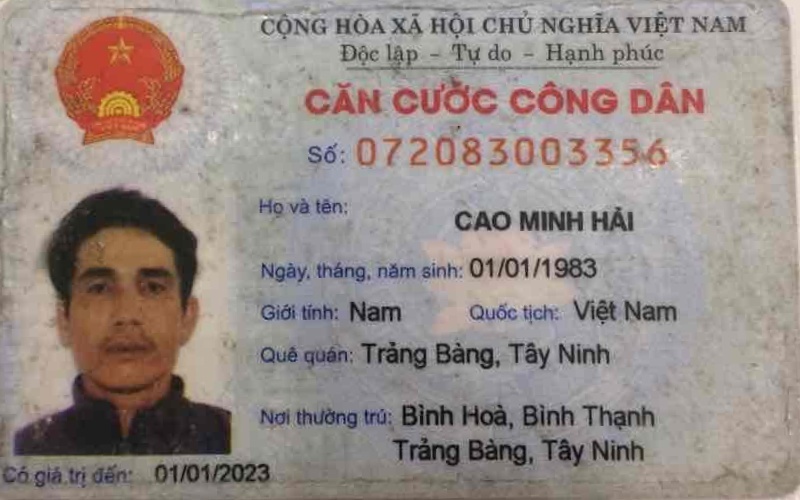 CỘNG HÒA XÃ HỘI CHỦ NGHĨA VIỆT NAM
Độc lập - Tự do - Hạnh phúc
CĂN CƯỚC CÔNG DÂN
Số: 072083003356
Họ và tên:
CAO MINH HẢI
Ngày, tháng, năm sinh: 01/01/1983
Giới tính: Nam Quốc tịch: Việt Nam
Quê quán: Trảng Bàng, Tây Ninh
Nơi thường trú: Bình Hoà, Bình Thạnh
Trảng Bàng, Tây Ninh
Có giá trị đến: 01/01/2023